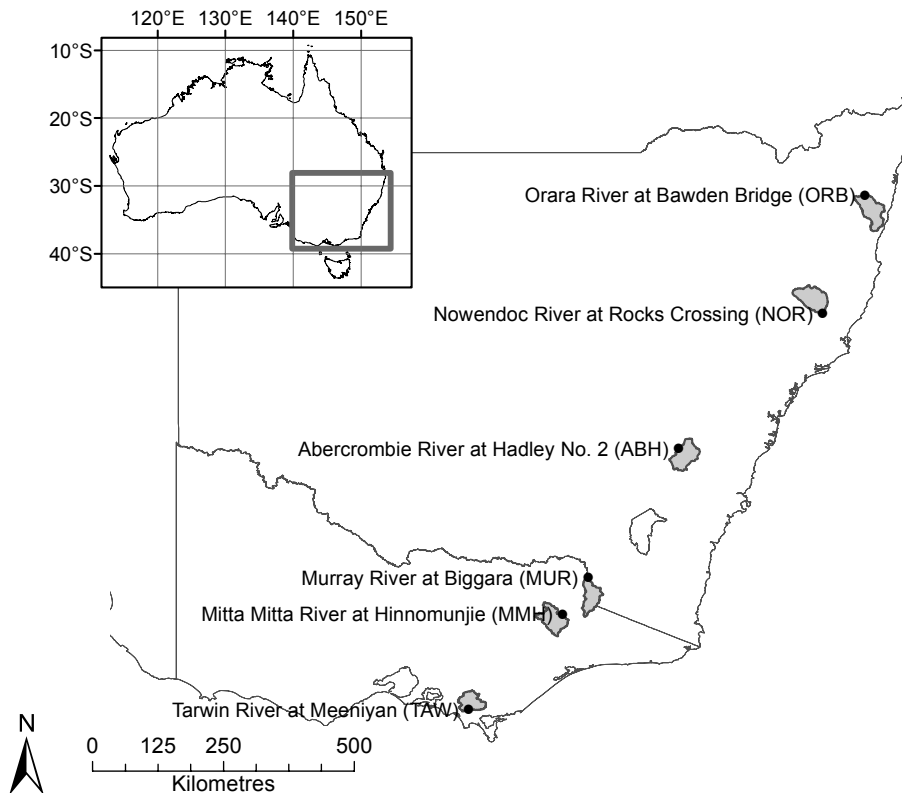 120°E 130°E 140°E 150°E
10°S
20°S
30°S
40°S
Orara River at Bawden Bridge (ORB)
Nowendoc River at Rocks Crossing (NOR)
Abercrombie River at Hadley No. 2 (ABH)
Murray River at Biggara (MUR)
Mitta Mitta River at Hinnomunjie (MMH)
Tarwin River at Meeniyan (TAW)
N
0 125 250 500
Kilometres